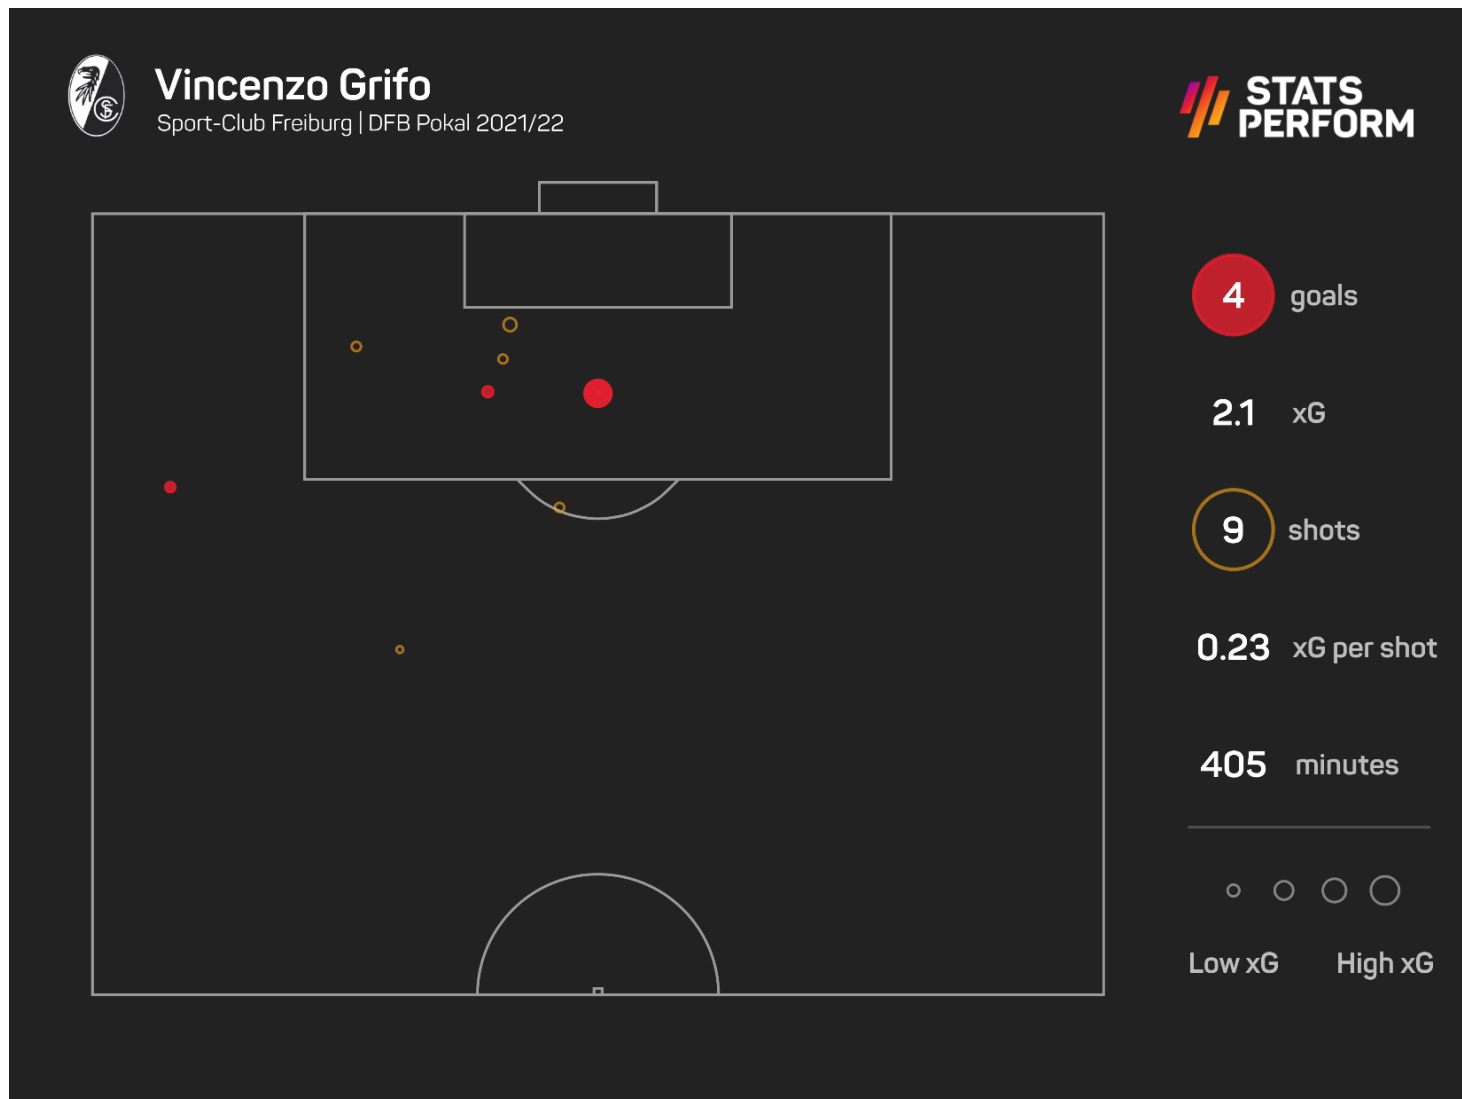 Vincenzo Grifo
Sport-Club Freiburg | DFB Pokal 2021/22
STATS
PERFORM
4 goals
2.1 xG
9 shots
0.23 xG per shot
405 minutes
Low xG High xG